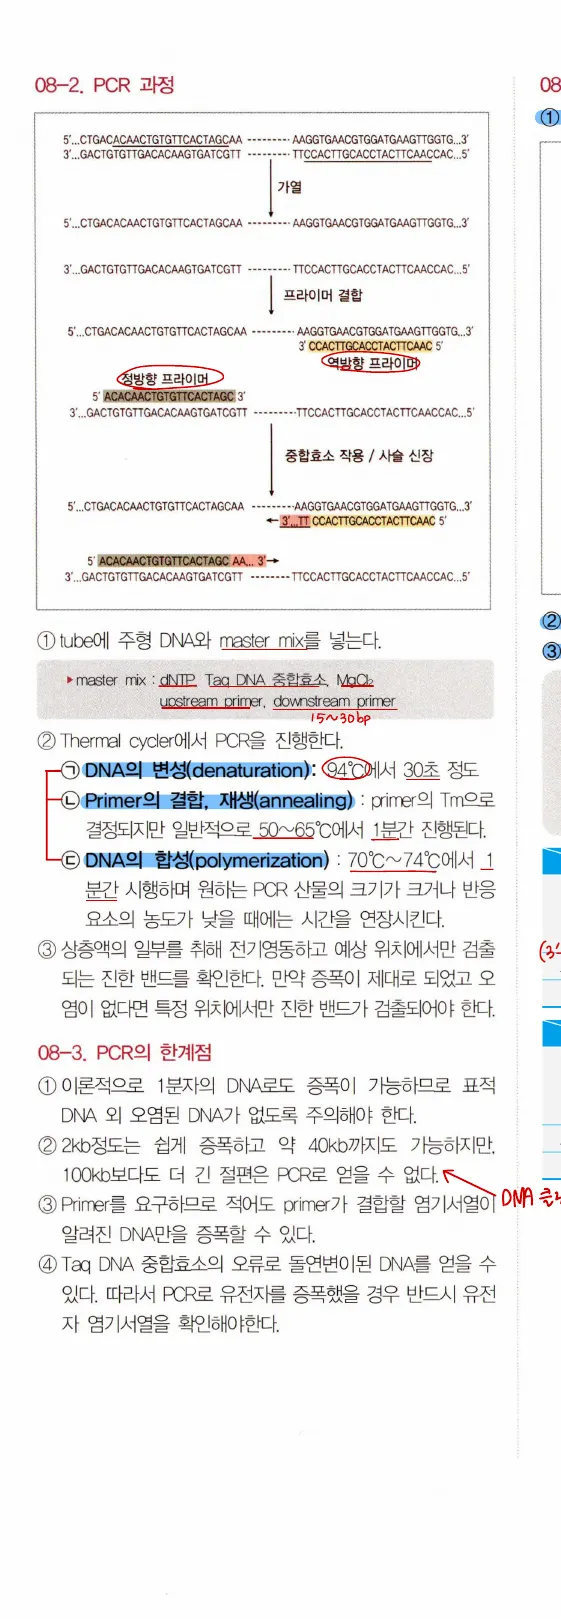 08-2. PCR 과정
08
①
5'...CTGACACAACTGTGTTCACTAGCAA --------- AAGGTGAACGTGGATGAAGTTGGTG...3'
3'...GACTGTGTTGACACAAGTGATCGTT --------- TTCCACTTGCACCTACTTCAACCAC...5'
가열
5'...CTGACACAACTGTGTTCACTAGCAA --------- AAGGTGAACGTGGATGAAGTTGGTG...3'
3'...GACTGTGTTGACACAAGTGATCGTT --------- TTCCACTTGCACCTACTTCAACCAC...5'
프라이머 결합
5'...CTGACACAACTGTGTTCACTAGCAA --------- AAGGTGAACGTGGATGAAGTTGGTG...3'
3' CCACTTGCACCTACTTCAAC 5'
역방향 프라이머
정방향 프라이머
5' ACACAACTGTGTTCACTAGC 3'
3'...GACTGTGTTGACACAAGTGATCGTT ---------TTCCACTTGCACCTACTTCAACCAC...5'
중합효소 작용 / 사슬 신장
5'...CTGACACAACTGTGTTCACTAGCAA ---------AAGGTGAACGTGGATGAAGTTGGTG...3'
←3'...TT CCACTTGCACCTACTTCAAC 5'
5' ACACAACTGTGTTCACTAGC AA... 3'→
3'...GACTGTGTTGACACAAGTGATCGTT --------TTCCACTTGCACCTACTTCAACCAC...5'
① tube에 주형 DNA와 master mix를 넣는다.
▶master mix : dNTP, Taq DNA 중합효소, MgCl₂
upstream primer, downstream primer
15~30bp
② Thermal cycler에서 PCR을 진행한다.
㉠ DNA의 변성(denaturation): 94℃에서 30초 정도
㉡ Primer의 결합, 재생(annealing) : primer의 Tm으로
결정되지만 일반적으로 50~65℃에서 1분간 진행된다.
㉢ DNA의 합성(polymerization) : 70℃~74℃에서 1
분간 시행하며 원하는 PCR 산물의 크기가 크거나 반응
요소의 농도가 낮을 때에는 시간을 연장시킨다.
③ 상층액의 일부를 취해 전기영동하고 예상 위치에서만 검출
되는 진한 밴드를 확인한다. 만약 증폭이 제대로 되었고 오
염이 없다면 특정 위치에서만 진한 밴드가 검출되어야 한다.
08-3. PCR의 한계점
① 이론적으로 1분자의 DNA로도 증폭이 가능하므로 표적
DNA 외 오염된 DNA가 없도록 주의해야 한다.
② 2kb정도는 쉽게 증폭하고 약 40kb까지도 가능하지만,
100kb보다도 더 긴 절편은 PCR로 얻을 수 없다.
③ Primer를 요구하므로 적어도 primer가 결합할 염기서열이
알려진 DNA만을 증폭할 수 있다.
④ Taq DNA 중합효소의 오류로 돌연변이된 DNA를 얻을 수
있다. 따라서 PCR로 유전자를 증폭했을 경우 반드시 유전
자 염기서열을 확인해야한다.
②
③
DNA